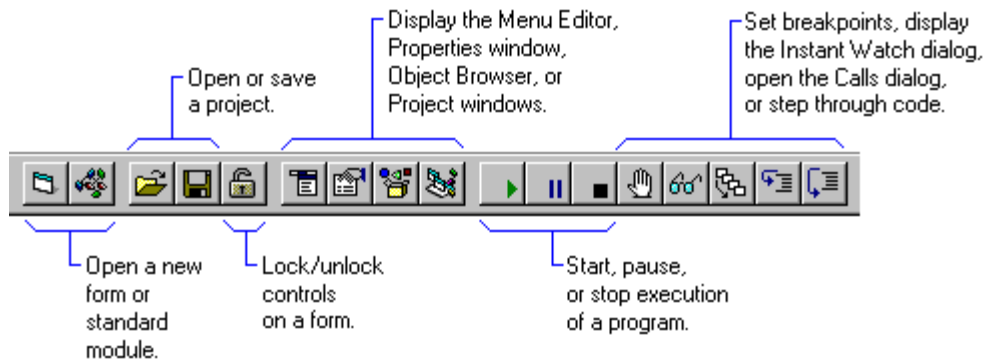 Display the Menu Editor,
Properties window,
Object Browser, or
Project windows.
Set breakpoints, display
the Instant Watch dialog,
open the Calls dialog,
or step through code.
Open or save
a project.
Open a new
form or
standard
module.
Lock/unlock
controls
on a form.
Start, pause,
or stop execution
of a program.